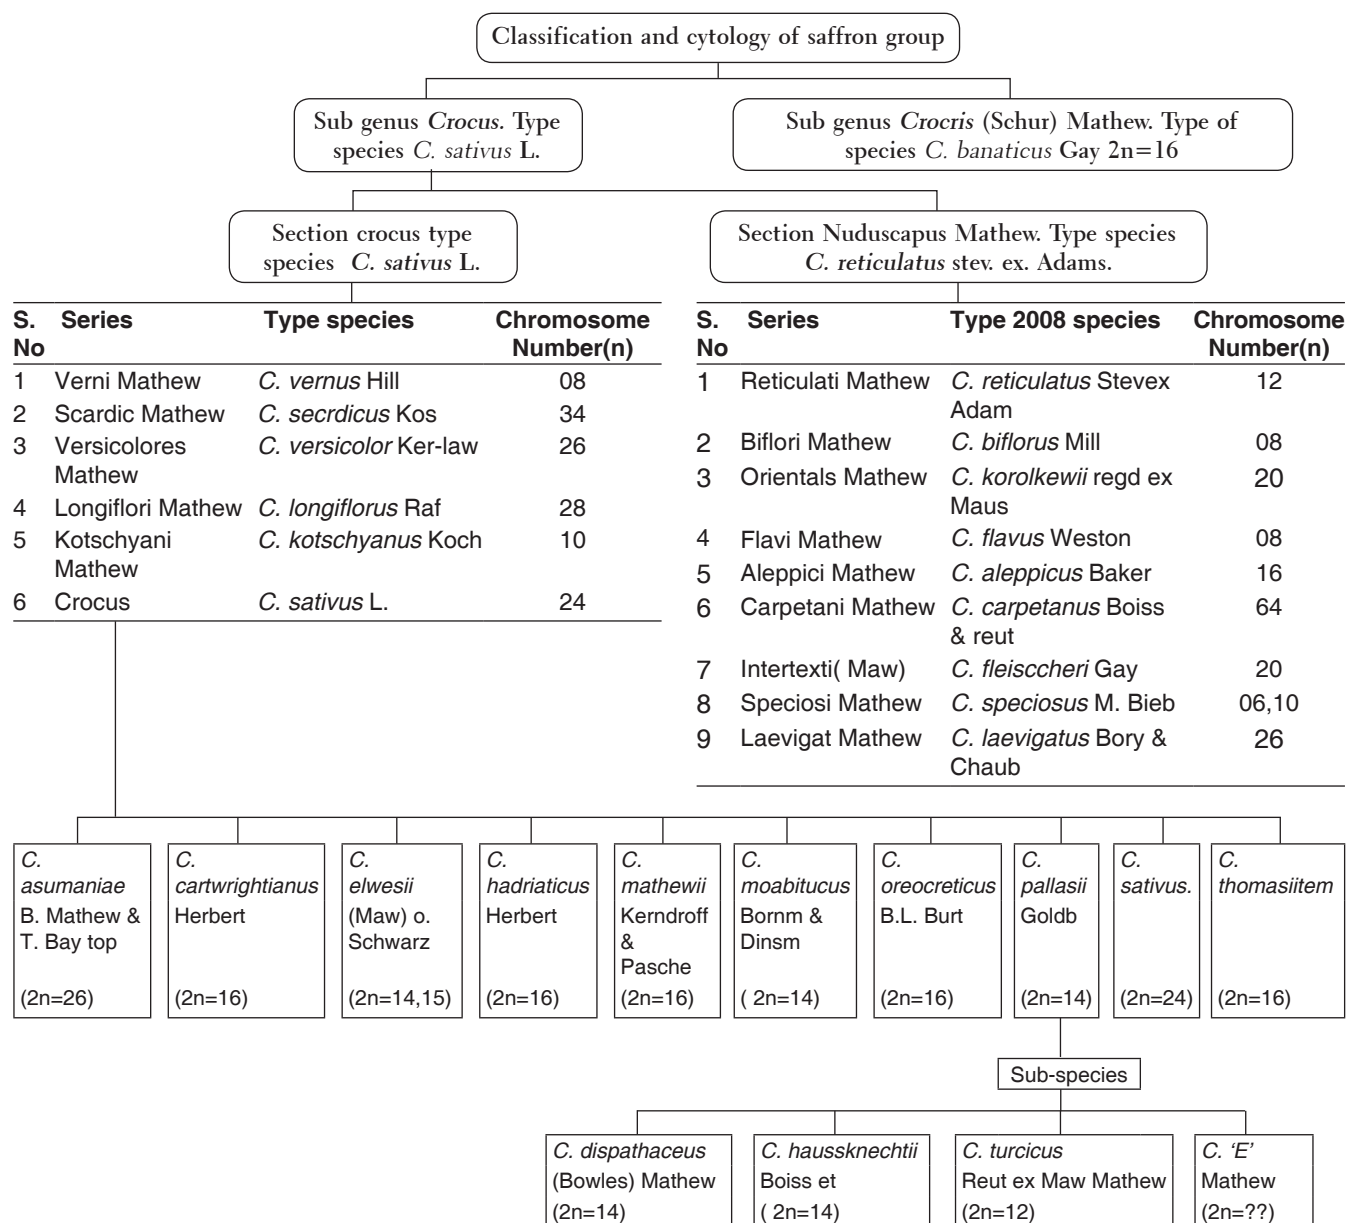 Classification and cytology of saffron group
Sub genus Crocus. Type
species C. sativus L.
Sub genus Crocris (Schur) Mathew. Type of
species C. banaticus Gay 2n=16
Section crocus type
species C. sativus L.
Section Nuduscapus Mathew. Type species
C. reticulatus stev. ex. Adams.
S. Series Type species Chromosome
No Number(n)
1 Verni Mathew C. vernus Hill 08
2 Scardic Mathew C. secrdicus Kos 34
3 Versicolores C. versicolor Ker-law 26
Mathew
4 Longiflori Mathew C. longiflorus Raf 28
5 Kotschyani C. kotschyanus Koch 10
Mathew
6 Crocus C. sativus L. 24
S. Series Type 2008 species Chromosome
No Number(n)
1 Reticulati Mathew C. reticulatus Stevex 12
Adam
2 Biflori Mathew C. biflorus Mill 08
3 Orientals Mathew C. korolkewii regd ex 20
Maus
4 Flavi Mathew C. flavus Weston 08
5 Aleppici Mathew C. aleppicus Baker 16
6 Carpetani Mathew C. carpetanus Boiss 64
& reut
7 Intertexti( Maw) C. fleisccheri Gay 20
8 Speciosi Mathew C. speciosus M. Bieb 06,10
9 Laevigat Mathew C. laevigatus Bory & 26
Chaub
C.
asumaniae
B. Mathew &
T. Bay top
(2n=26)
C.
cartwrightianus
Herbert
(2n=16)
C.
elwesii
(Maw) o.
Schwarz
(2n=14,15)
C.
hadriaticus
Herbert
(2n=16)
C.
mathewii
Kerndroff
&
Pasche
(2n=16)
C.
moabitucus
Bornm &
Dinsm
( 2n=14)
C.
oreocreticus
B.L. Burt
(2n=16)
C.
pallasii
Goldb
(2n=14)
C.
sativus.
(2n=24)
C.
thomasiitem
(2n=16)
Sub-species
C. dispathaceus
(Bowles) Mathew
(2n=14)
C. haussknechtii
Boiss et
( 2n=14)
C. turcicus
Reut ex Maw Mathew
(2n=12)
C. ‘E’
Mathew
(2n=??)